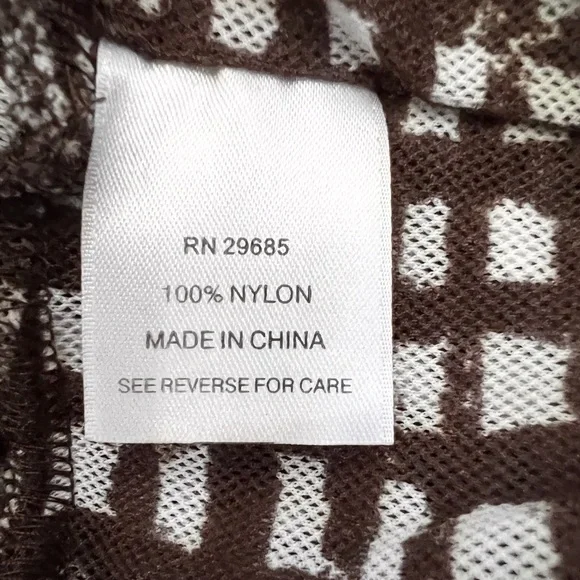 RN 29685
100% NYLON
MADE IN CHINA
SEE REVERSE FOR CARE